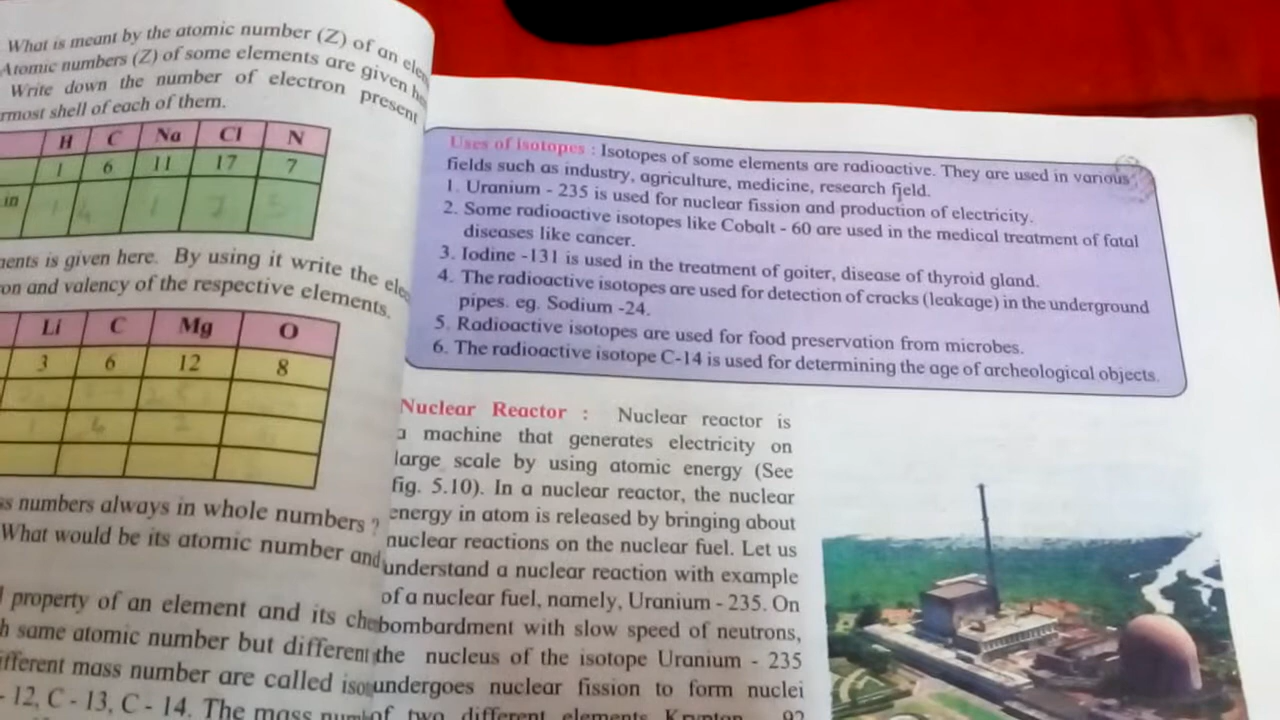 What is meant by the atomic number (Z) of an
Atomic numbers (Z) of some elements are given
Write down the number of electron present
rmost shell of each of them.
H C Na Cl N
1 6 11 17 7
in
ments is given here. By using it write the
on and valency of the respective elements.
Li C Mg O
3 6 12 8
ss numbers always in whole numbers ?
What would be its atomic number and
property of an element and its
h same atomic number but different
ifferent mass number are called
- 12, C - 13, C - 14. The mass
Uses of isotopes : Isotopes of some elements are radioactive. They are used in various
fields such as industry, agriculture, medicine, research field.
1. Uranium - 235 is used for nuclear fission and production of electricity.
2. Some radioactive isotopes like Cobalt - 60 are used in the medical treatment of fatal
diseases like cancer.
3. Iodine -131 is used in the treatment of goiter, disease of thyroid gland.
4. The radioactive isotopes are used for detection of cracks (leakage) in the underground
pipes. eg. Sodium -24.
5. Radioactive isotopes are used for food preservation from microbes.
6. The radioactive isotope C-14 is used for determining the age of archeological objects.
Nuclear Reactor : Nuclear reactor is
a machine that generates electricity on
large scale by using atomic energy (See
fig. 5.10). In a nuclear reactor, the nuclear
energy in atom is released by bringing about
nuclear reactions on the nuclear fuel. Let us
understand a nuclear reaction with example
of a nuclear fuel, namely, Uranium - 235. On
bombardment with slow speed of neutrons,
the nucleus of the isotope Uranium - 235
undergoes nuclear fission to form nuclei
of two different elements Krypton 92